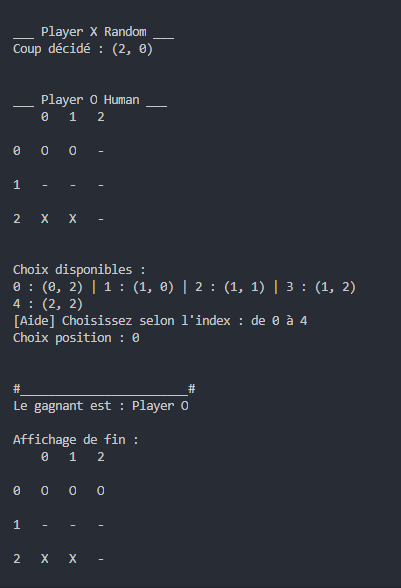 ___ Player X Random ___
Coup décidé : (2, 0)
___ Player O Human ___
0 1 2
0 O O -
1 - - -
2 X X -
Choix disponibles :
0 : (0, 2) | 1 : (1, 0) | 2 : (1, 1) | 3 : (1, 2)
4 : (2, 2)
[Aide] Choisissez selon l'index : de 0 à 4
Choix position : 0
#________________________#
Le gagnant est : Player O
Affichage de fin :
0 1 2
0 O O O
1 - - -
2 X X -